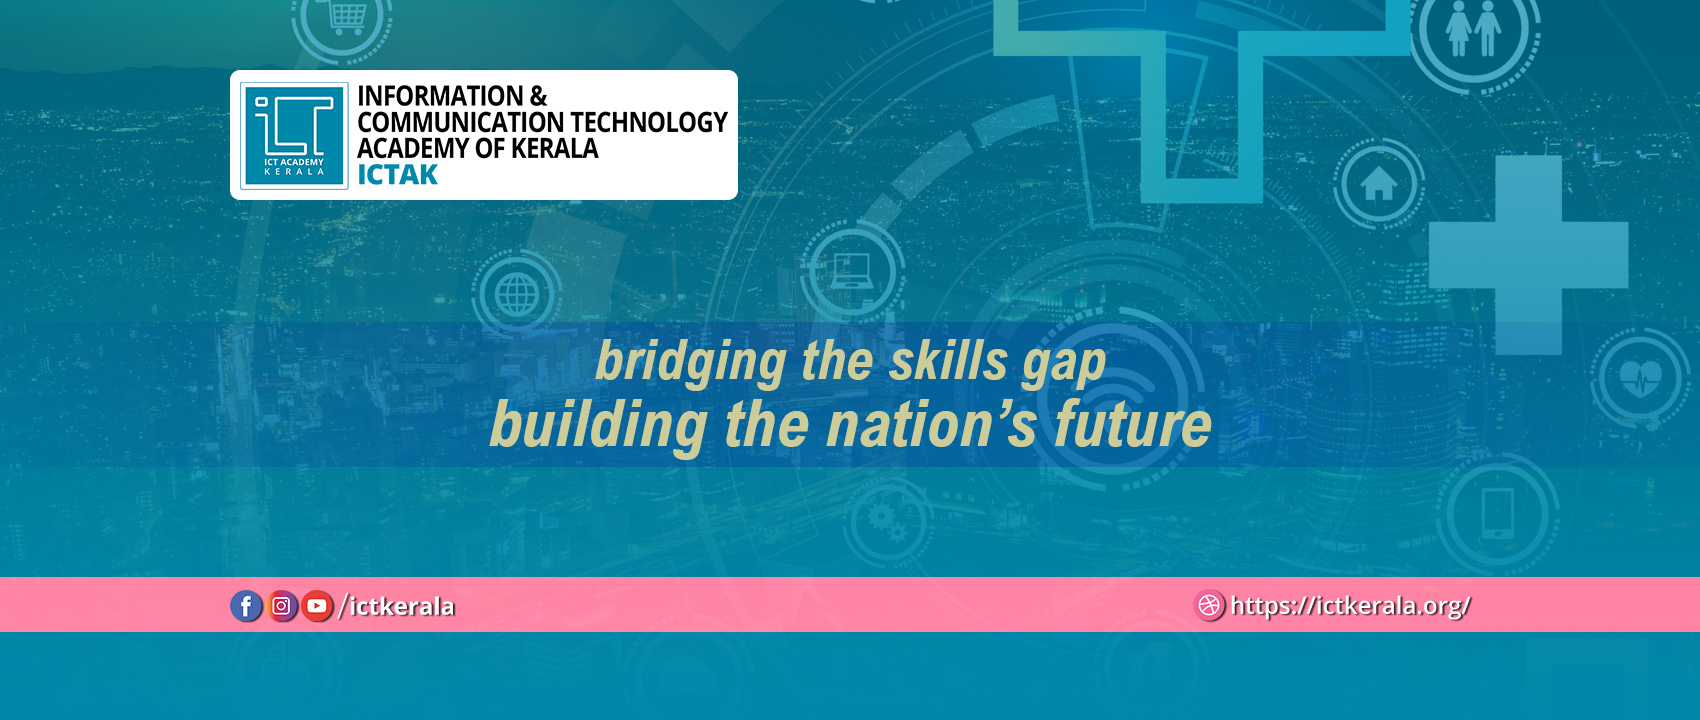 ICT ACADEMY
KERALA
INFORMATION &
COMMUNICATION TECHNOLOGY
ACADEMY OF KERALA
ICTAK
bridging the skills gap
building the nation’s future
/ictkerala
https://ictkerala.org/